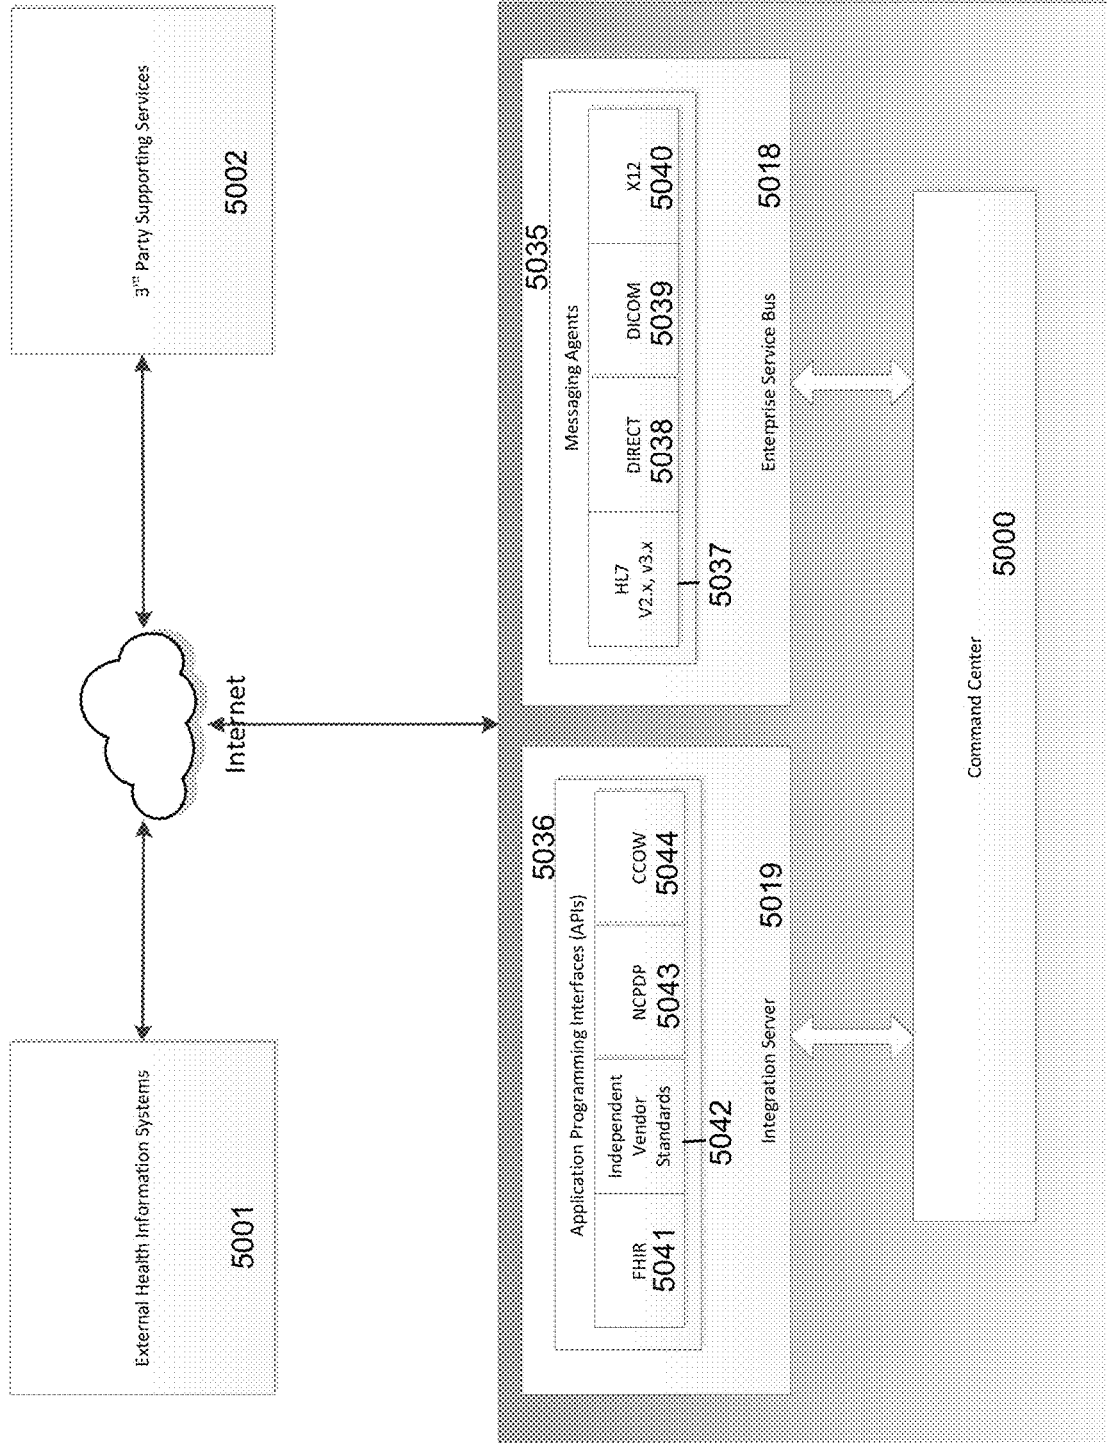 External Health Information Systems
5001
Internet
3rd Party Supporting Services
5002
5036
Application Programming Interfaces (APIs)
FHIR
5041
Independent
Vendor
Standards
5042
NCPDP
5043
CCOW
5044
Integration Server
5019
5035
Messaging Agents
HL7
V2.x, v3.x
5037
DIRECT
5038
DICOM
5039
X12
5040
Enterprise Service Bus
5018
Command Center
5000